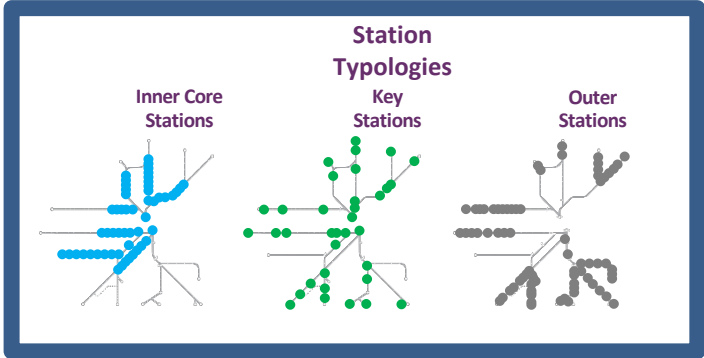 Station
Typologies
Inner Core
Stations
Key
Stations
Outer
Stations